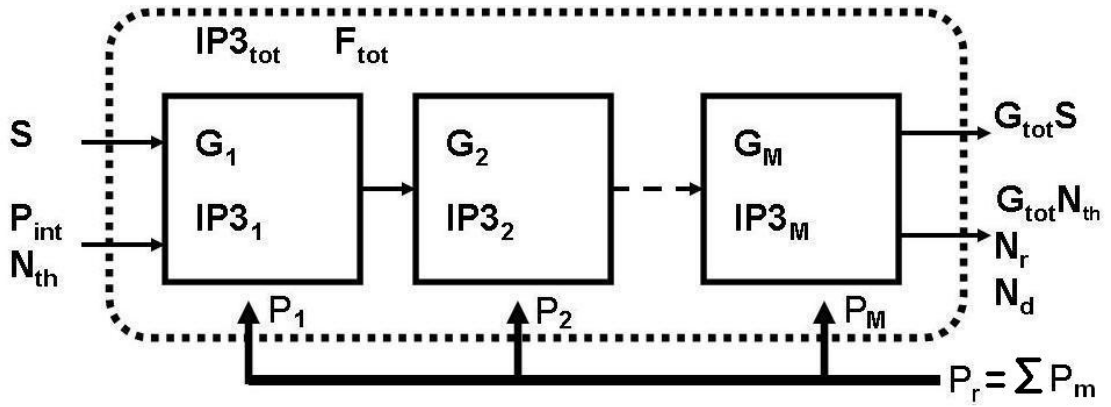 IP3tot Ftot
S
Pint
Nth
G1
IP31
G2
IP32
GM
IP3M
GtotS
GtotNth
Nr
Nd
P1
P2
PM
Pr = Σ Pm